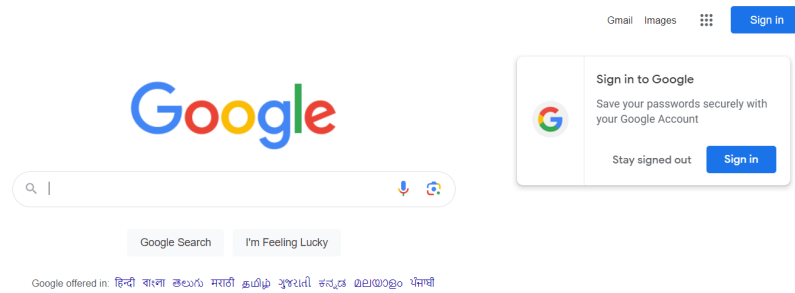 Gmail Images Sign in
Google
Sign in to Google
Save your passwords securely with
your Google Account
Stay signed out Sign in
Google Search I'm Feeling Lucky
Google offered in: हिन्दी বাংলা తెలుగు मराठी தமிழ் ગુજરાતી ಕನ್ನಡ മലയാളം ਪੰਜਾਬੀ